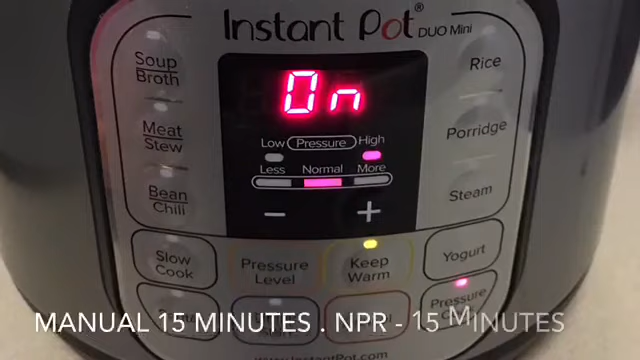 Instant Pot® DUO Mini
Soup
Broth
Meat
Stew
Bean
Chili
On
Low Pressure High
Less Normal More
− +
Rice
Porridge
Steam
Slow
Cook
Pressure
Level
Keep
Warm
Yogurt
Pressure
MANUAL 15 MINUTES . NPR - 15 MINUTES